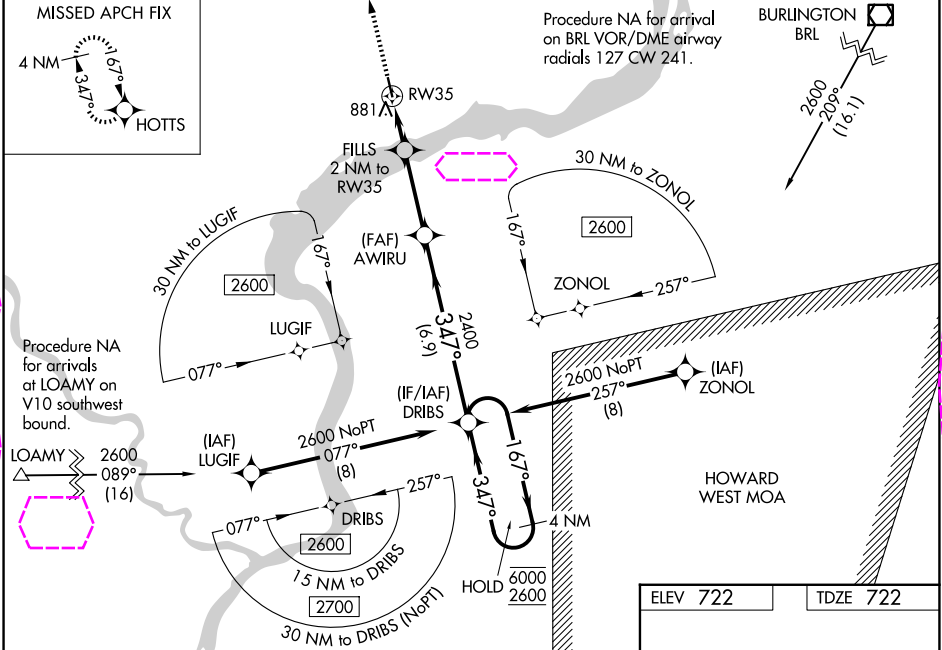 MISSED APCH FIX
4 NM
167°
347°
HOTTS
Procedure NA for arrival
on BRL VOR/DME airway
radials 127 CW 241.
BURLINGTON
BRL
2600
209°
(16.1)
RW35
881
FILLS
2 NM to
RW35
30 NM to LUGIF
167°
2600
LUGIF
077°
(FAF)
AWIRU
30 NM to ZONOL
167°
2600
ZONOL
257°
2400
347°
(6.9)
Procedure NA
for arrivals
at LOAMY on
V10 southwest
bound.
LOAMY
2600
089°
(16)
(IAF)
LUGIF
2600 NoPT
077°
(8)
(IF/IAF)
DRIBS
2600 NoPT
257°
(8)
(IAF)
ZONOL
167°
347°
4 NM
HOLD
6000
2600
HOWARD
WEST MOA
077°
257°
DRIBS
2600
15 NM to DRIBS
2700
30 NM to DRIBS (NoPT)
ELEV 722
TDZE 722